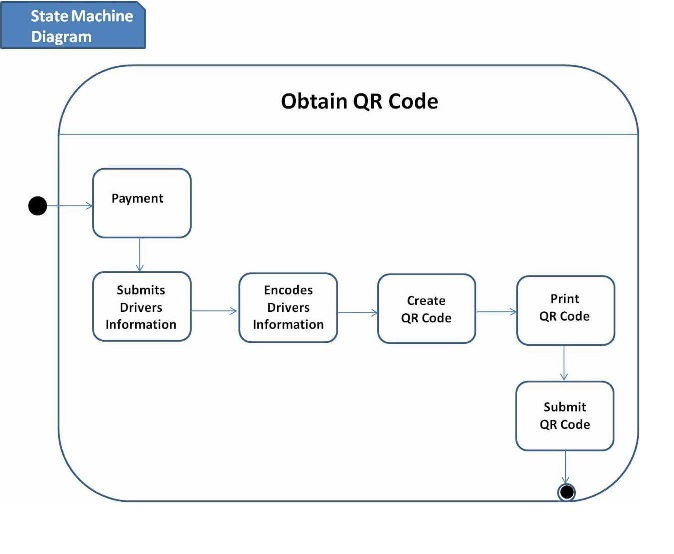 State Machine
Diagram
Obtain QR Code
Payment
Submits
Drivers
Information
Encodes
Drivers
Information
Create
QR Code
Print
QR Code
Submit
QR Code